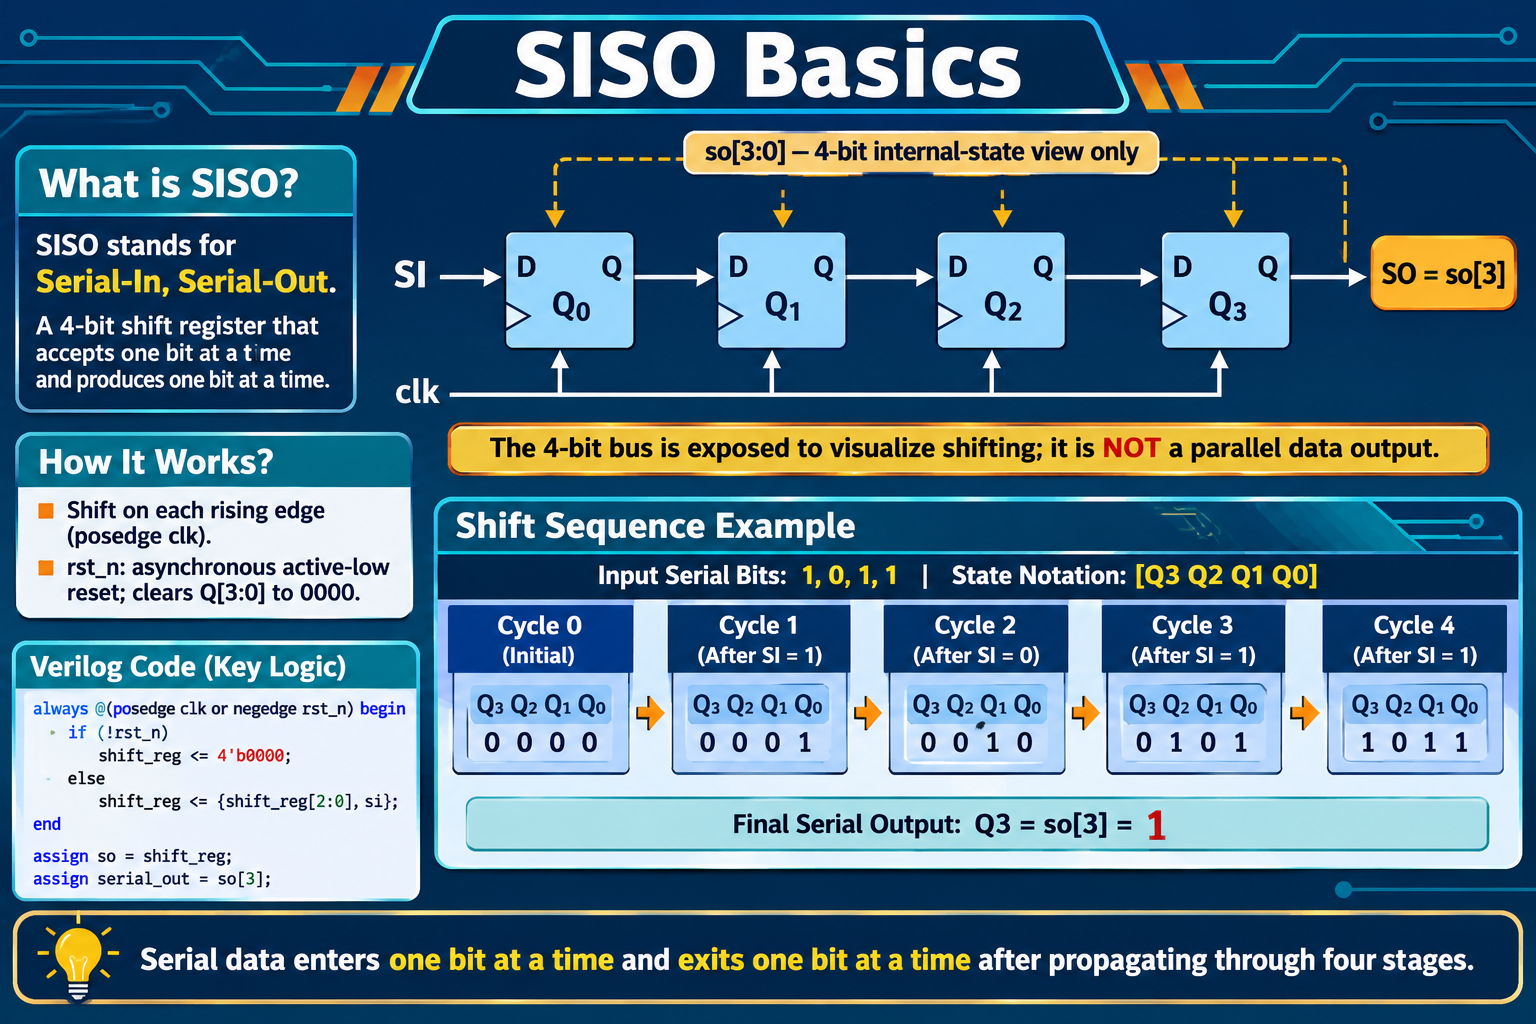 SISO Basics
so[3:0] — 4-bit internal-state view only
What is SISO?
SISO stands for
Serial-In, Serial-Out.
A 4-bit shift register that
accepts one bit at a time
and produces one bit at a time.
SI
D Q
Q0
D Q
Q1
D Q
Q2
D Q
Q3
SO = so[3]
clk
The 4-bit bus is exposed to visualize shifting; it is NOT a parallel data output.
How It Works?
Shift on each rising edge
(posedge clk).
rst_n: asynchronous active-low
reset; clears Q[3:0] to 0000.
Verilog Code (Key Logic)
always @(posedge clk or negedge rst_n) begin
if (!rst_n)
shift_reg <= 4'b0000;
else
shift_reg <= {shift_reg[2:0], si};
end
assign so = shift_reg;
assign serial_out = so[3];
Shift Sequence Example
Input Serial Bits: 1, 0, 1, 1 | State Notation: [Q3 Q2 Q1 Q0]
Cycle 0
(Initial)
Q3 Q2 Q1 Q0
0 0 0 0
Cycle 1
(After SI = 1)
Q3 Q2 Q1 Q0
0 0 0 1
Cycle 2
(After SI = 0)
Q3 Q2 Q1 Q0
0 0 1 0
Cycle 3
(After SI = 1)
Q3 Q2 Q1 Q0
0 1 0 1
Cycle 4
(After SI = 1)
Q3 Q2 Q1 Q0
1 0 1 1
Final Serial Output: Q3 = so[3] = 1
Serial data enters one bit at a time and exits one bit at a time after propagating through four stages.